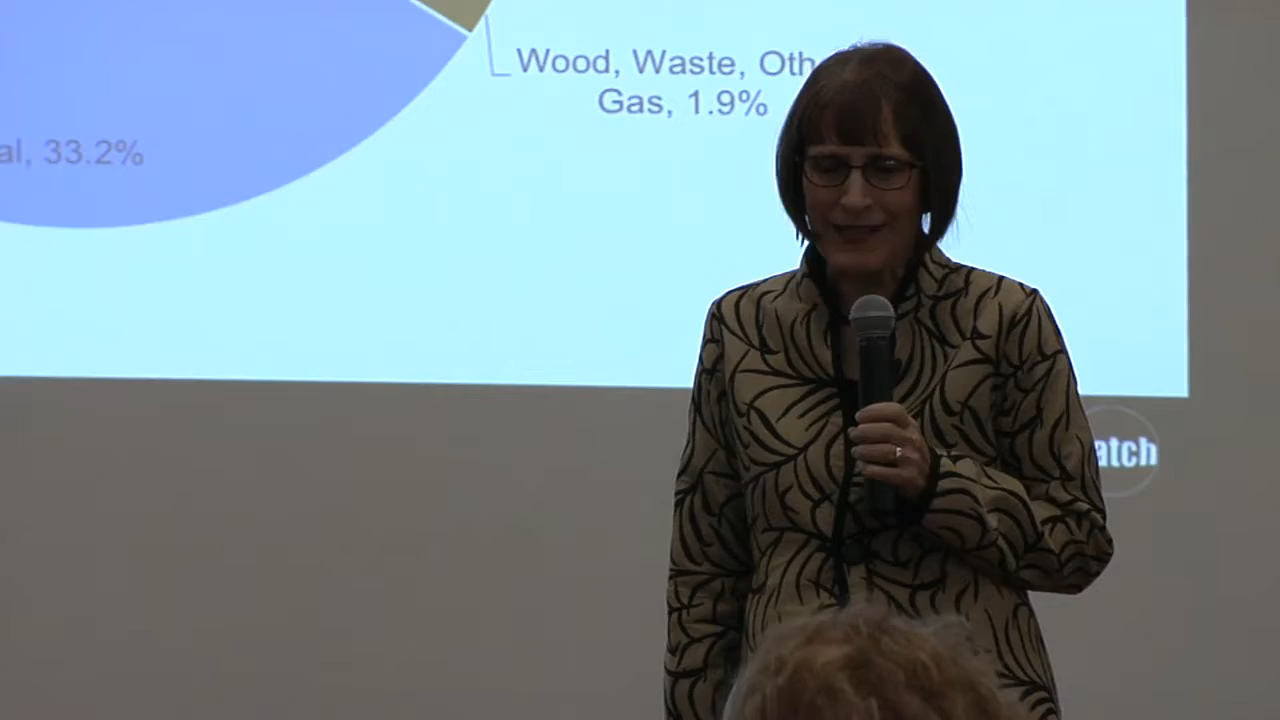 Wood, Waste, Oth
Gas, 1.9%
al, 33.2%
atch